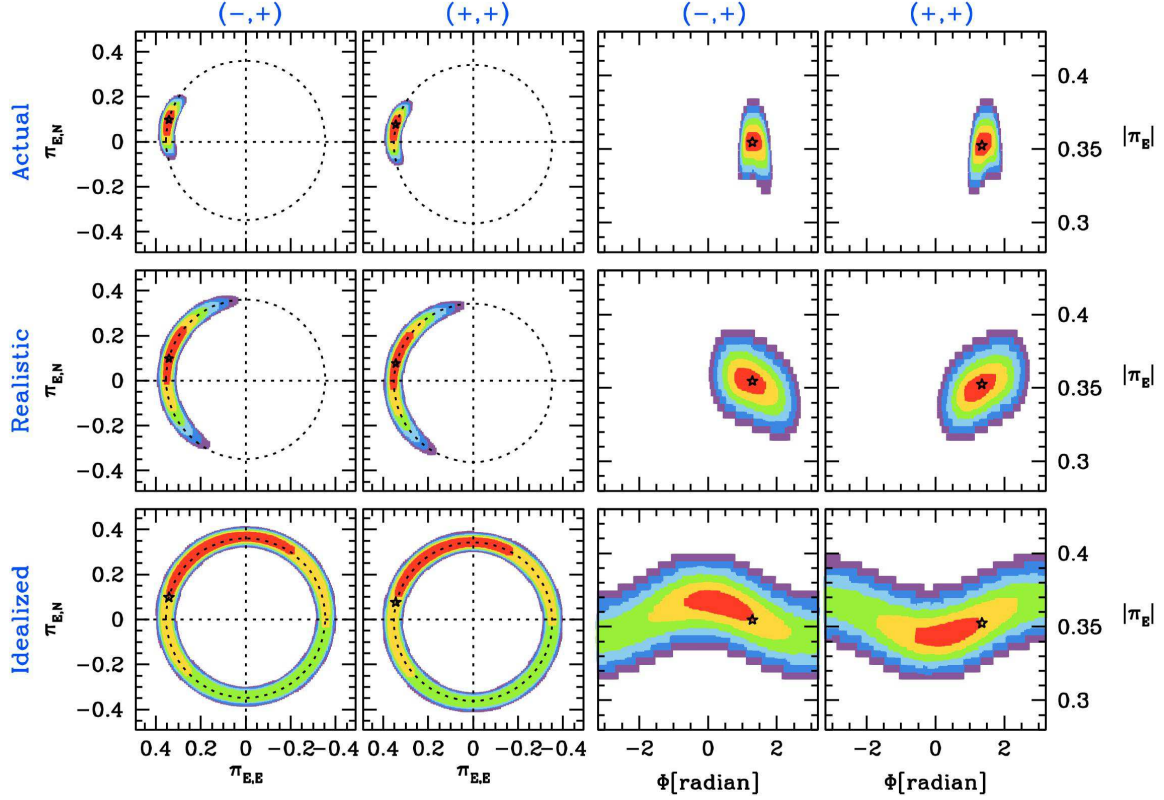 (-,+) (+,+) (-,+) (+,+)
Actual
π_E,N
0.4
0.2
0
-0.2
-0.4
0.4
0.35
0.3
|π_E|
Realistic
π_E,N
0.4
0.2
0
-0.2
-0.4
0.4
0.35
0.3
|π_E|
Idealized
π_E,N
0.4
0.2
0
-0.2
-0.4
0.4
0.35
0.3
|π_E|
0.4 0.2 0 -0.2 -0.4 0.4 0.2 0 -0.2 -0.4 -2 0 2 -2 0 2
π_E,E π_E,E Φ[radian] Φ[radian]